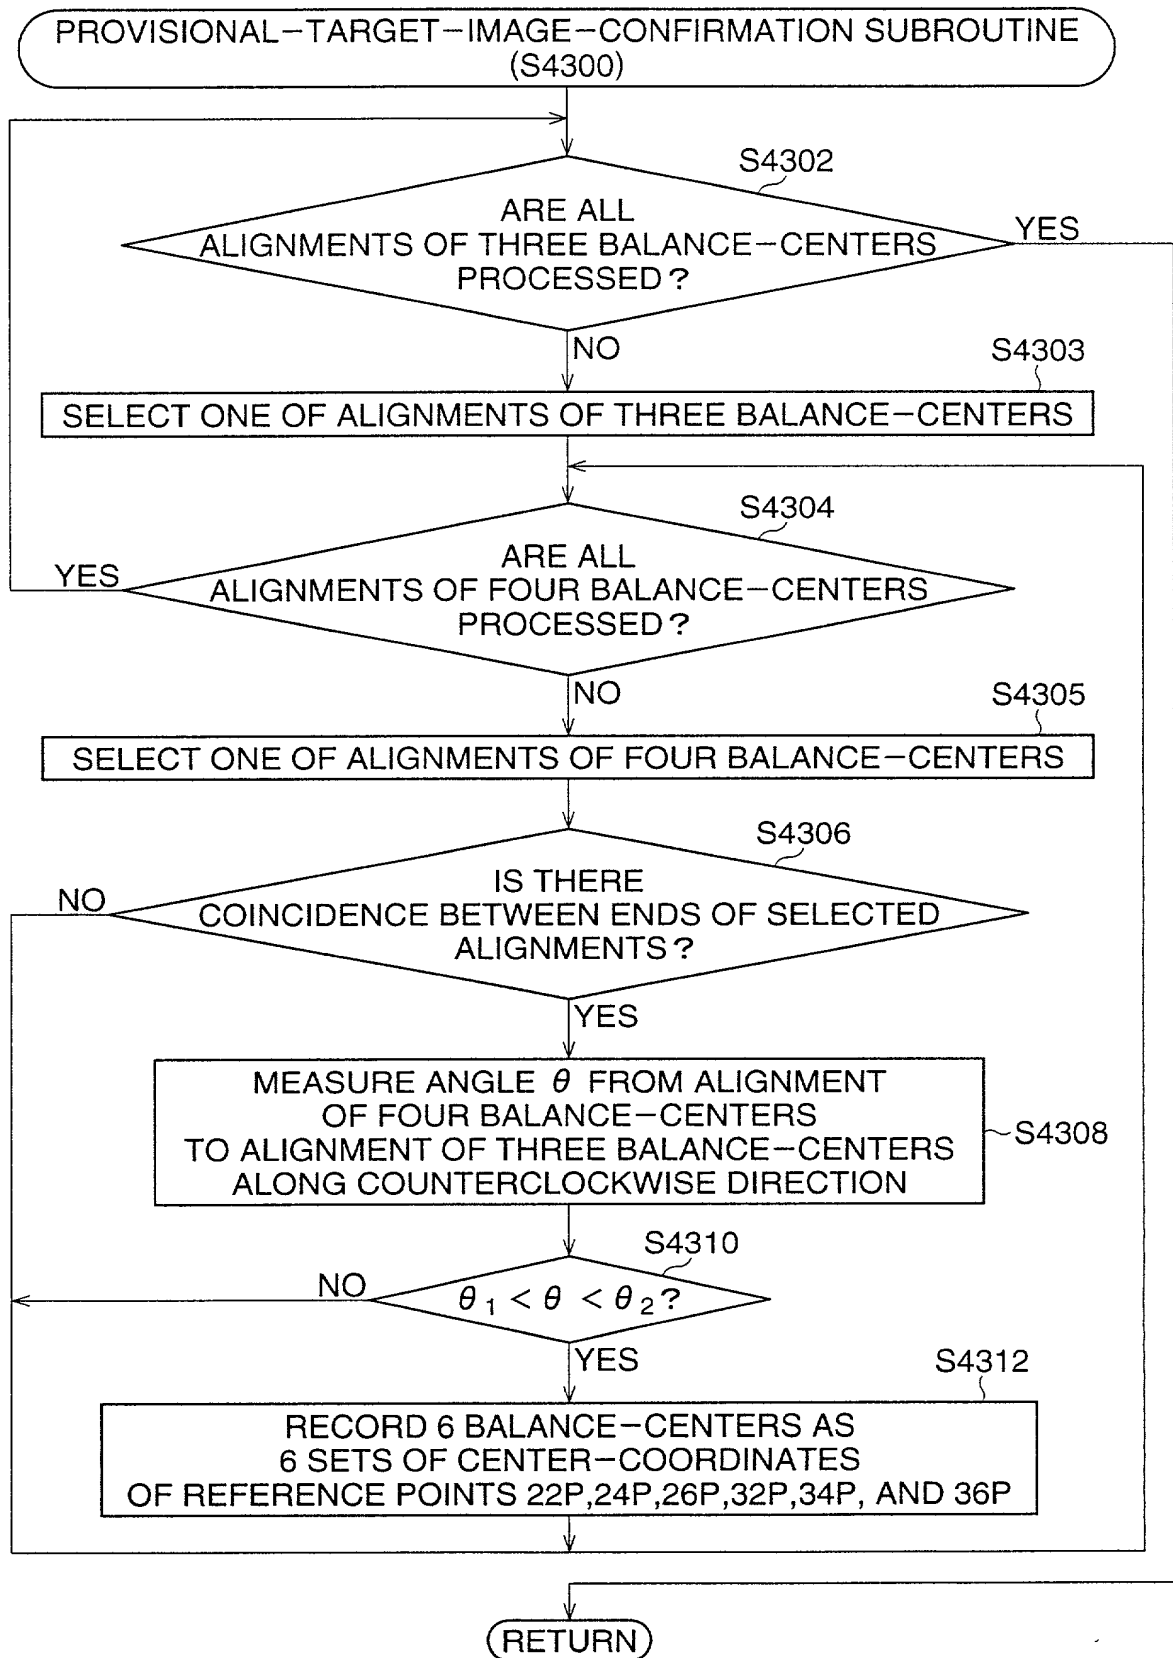 PROVISIONAL-TARGET-IMAGE-CONFIRMATION SUBROUTINE
(S4300)
S4302
ARE ALL
ALIGNMENTS OF THREE BALANCE-CENTERS
PROCESSED?
YES
NO
S4303
SELECT ONE OF ALIGNMENTS OF THREE BALANCE-CENTERS
S4304
ARE ALL
ALIGNMENTS OF FOUR BALANCE-CENTERS
PROCESSED?
YES
NO
S4305
SELECT ONE OF ALIGNMENTS OF FOUR BALANCE-CENTERS
S4306
IS THERE
COINCIDENCE BETWEEN ENDS OF SELECTED
ALIGNMENTS?
NO
YES
MEASURE ANGLE θ FROM ALIGNMENT
OF FOUR BALANCE-CENTERS
TO ALIGNMENT OF THREE BALANCE-CENTERS
ALONG COUNTERCLOCKWISE DIRECTION
S4308
S4310
θ1 < θ < θ2?
NO
YES
S4312
RECORD 6 BALANCE-CENTERS AS
6 SETS OF CENTER-COORDINATES
OF REFERENCE POINTS 22P,24P,26P,32P,34P, AND 36P
RETURN